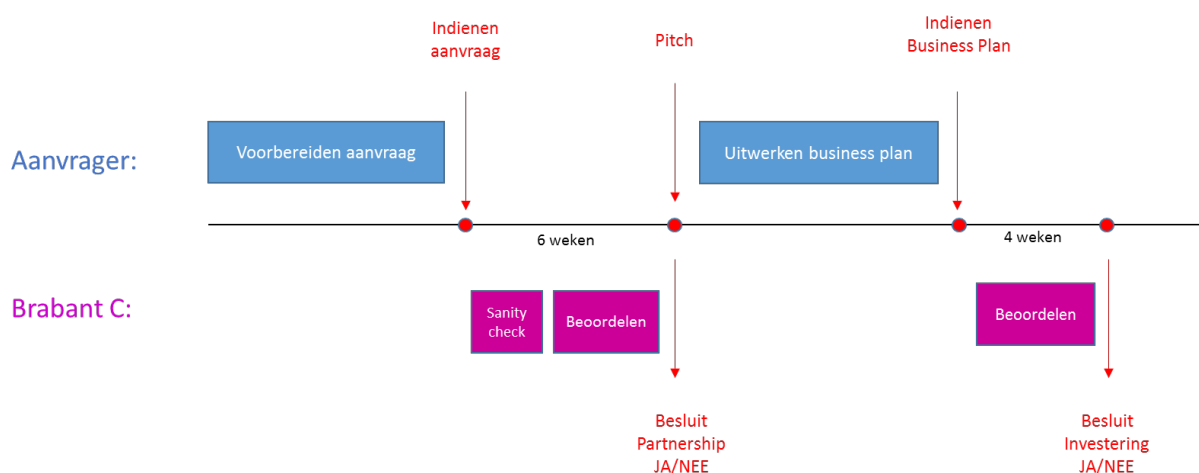 Indienen
aanvraag
Pitch
Indienen
Business Plan
Aanvrager:
Voorbereiden aanvraag
Uitwerken business plan
6 weken
4 weken
Brabant C:
Sanity
check
Beoordelen
Beoordelen
Besluit
Partnership
JA/NEE
Besluit
Investering
JA/NEE